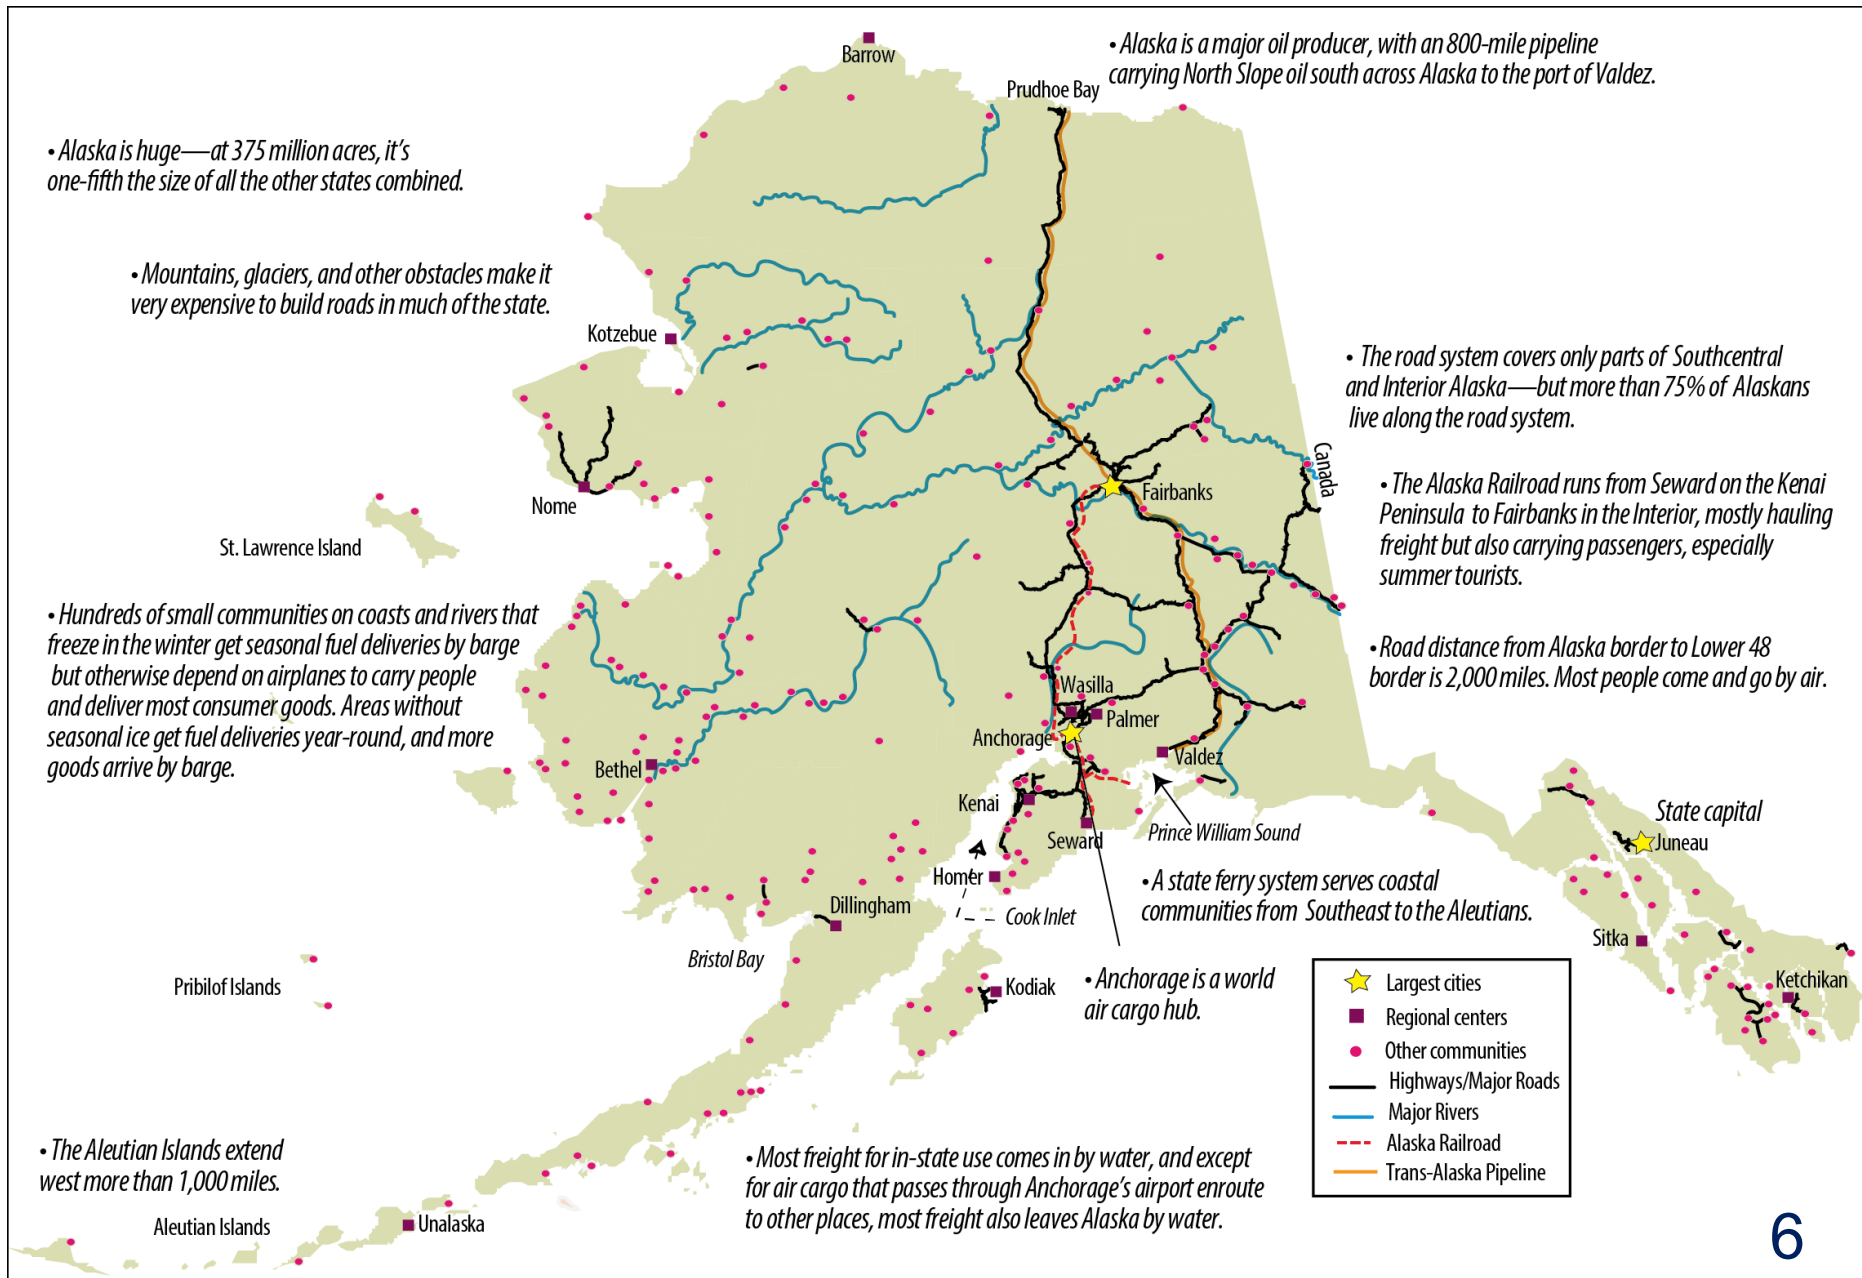 Barrow
• Alaska is a major oil producer, with an 800-mile pipeline
carrying North Slope oil south across Alaska to the port of Valdez.
Prudhoe Bay
• Alaska is huge—at 375 million acres, it's
one-fifth the size of all the other states combined.
• Mountains, glaciers, and other obstacles make it
very expensive to build roads in much of the state.
Kotzebue
• The road system covers only parts of Southcentral
and Interior Alaska—but more than 75% of Alaskans
live along the road system.
Canada
Fairbanks
Nome
• The Alaska Railroad runs from Seward on the Kenai
Peninsula to Fairbanks in the Interior, mostly hauling
freight but also carrying passengers, especially
summer tourists.
St. Lawrence Island
• Hundreds of small communities on coasts and rivers that
freeze in the winter get seasonal fuel deliveries by barge
but otherwise depend on airplanes to carry people
and deliver most consumer goods. Areas without
seasonal ice get fuel deliveries year-round, and more
goods arrive by barge.
• Road distance from Alaska border to Lower 48
border is 2,000 miles. Most people come and go by air.
Wasilla
Palmer
Anchorage
Valdez
Bethel
Kenai
Seward
Prince William Sound
State capital
Juneau
Homer
• A state ferry system serves coastal
communities from Southeast to the Aleutians.
Dillingham
Cook Inlet
Sitka
Bristol Bay
Kodiak
• Anchorage is a world
air cargo hub.
Pribilof Islands
Ketchikan
Largest cities
Regional centers
Other communities
Highways/Major Roads
Major Rivers
Alaska Railroad
Trans-Alaska Pipeline
• The Aleutian Islands extend
west more than 1,000 miles.
• Most freight for in-state use comes in by water, and except
for air cargo that passes through Anchorage's airport enroute
to other places, most freight also leaves Alaska by water.
Aleutian Islands
Unalaska
6